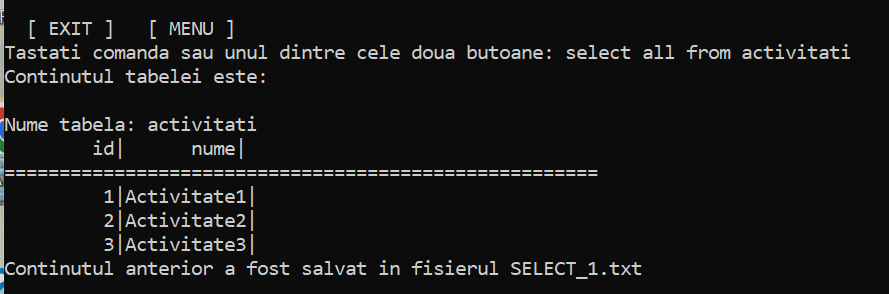 [ EXIT ]   [ MENU ]
Tastati comanda sau unul dintre cele doua butoane: select all from activitati
Continutul tabelei este:
Nume tabela: activitati
        id|      nume|
======================================================
         1|Activitate1|
         2|Activitate2|
         3|Activitate3|
Continutul anterior a fost salvat in fisierul SELECT_1.txt